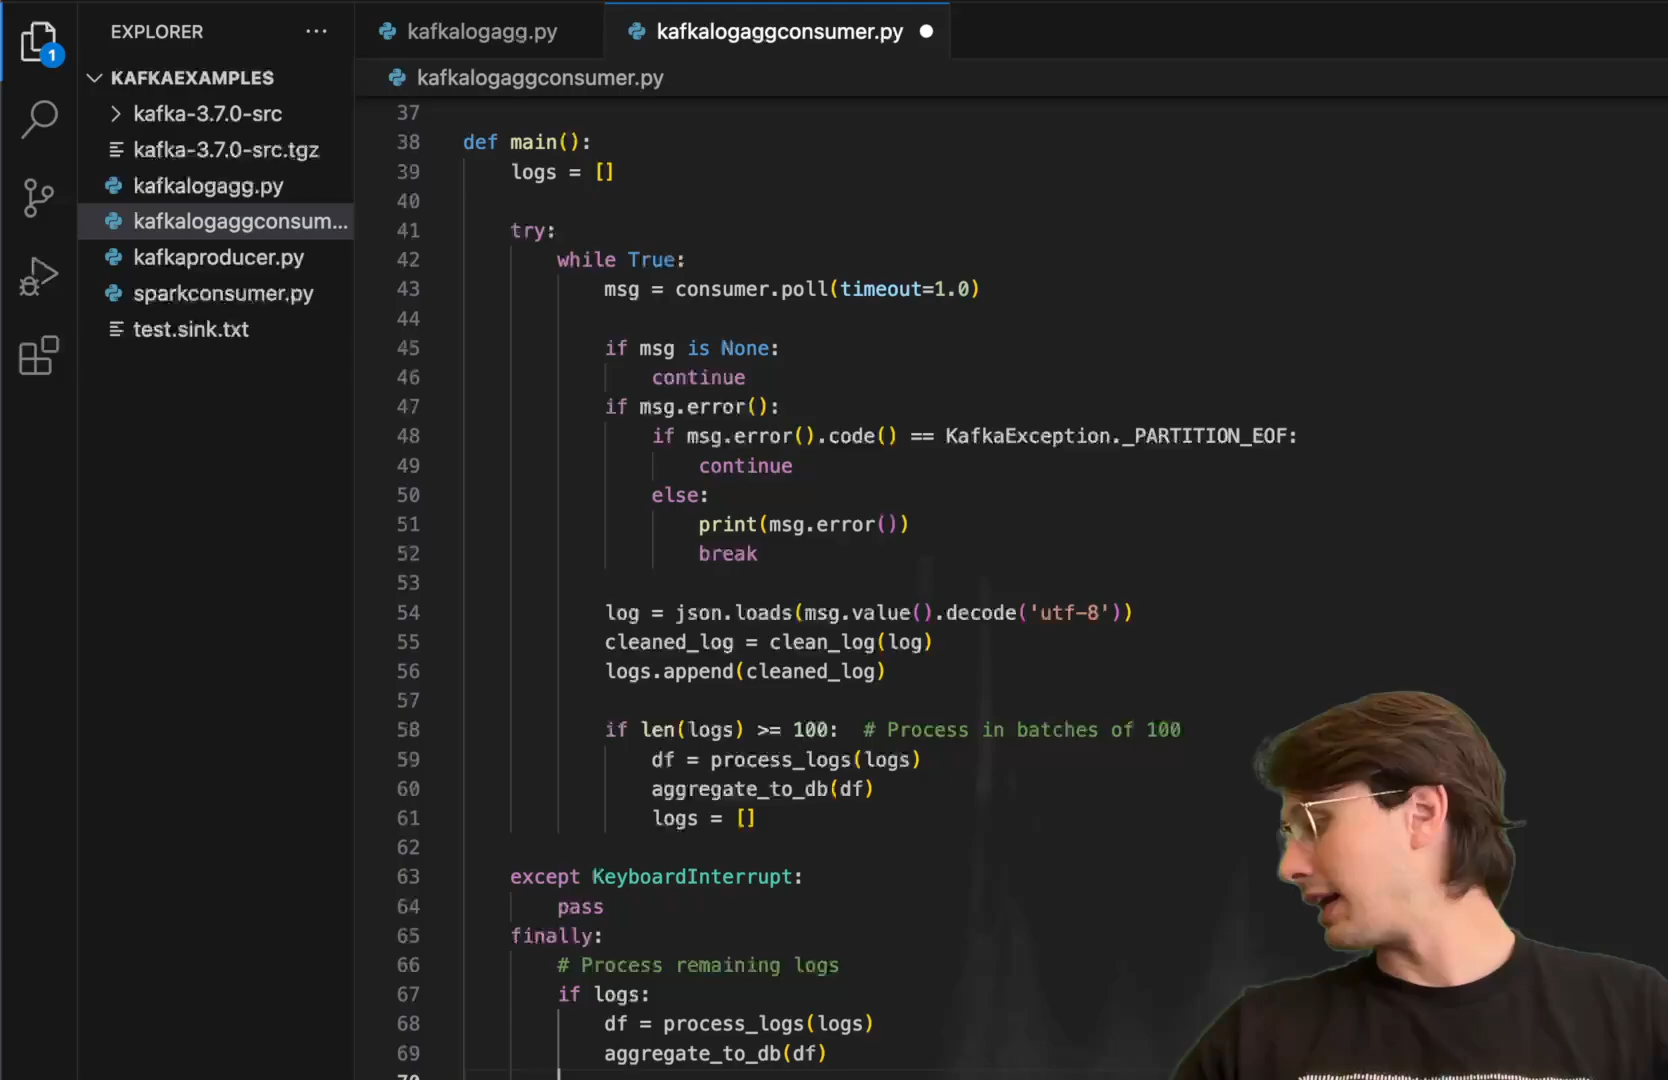 EXPLORER
KAFKAEXAMPLES
kafka-3.7.0-src
kafka-3.7.0-src.tgz
kafkalogagg.py
kafkalogaggconsum...
kafkaproducer.py
sparkconsumer.py
test.sink.txt
1
kafkalogagg.py
kafkalogaggconsumer.py
kafkalogaggconsumer.py
37
38 def main():
39 logs = []
40
41 try:
42 while True:
43 msg = consumer.poll(timeout=1.0)
44
45 if msg is None:
46 continue
47 if msg.error():
48 if msg.error().code() == KafkaException._PARTITION_EOF:
49 continue
50 else:
51 print(msg.error())
52 break
53
54 log = json.loads(msg.value().decode('utf-8'))
55 cleaned_log = clean_log(log)
56 logs.append(cleaned_log)
57
58 if len(logs) >= 100: # Process in batches of 100
59 df = process_logs(logs)
60 aggregate_to_db(df)
61 logs = []
62
63 except KeyboardInterrupt:
64 pass
65 finally:
66 # Process remaining logs
67 if logs:
68 df = process_logs(logs)
69 aggregate_to_db(df)
70